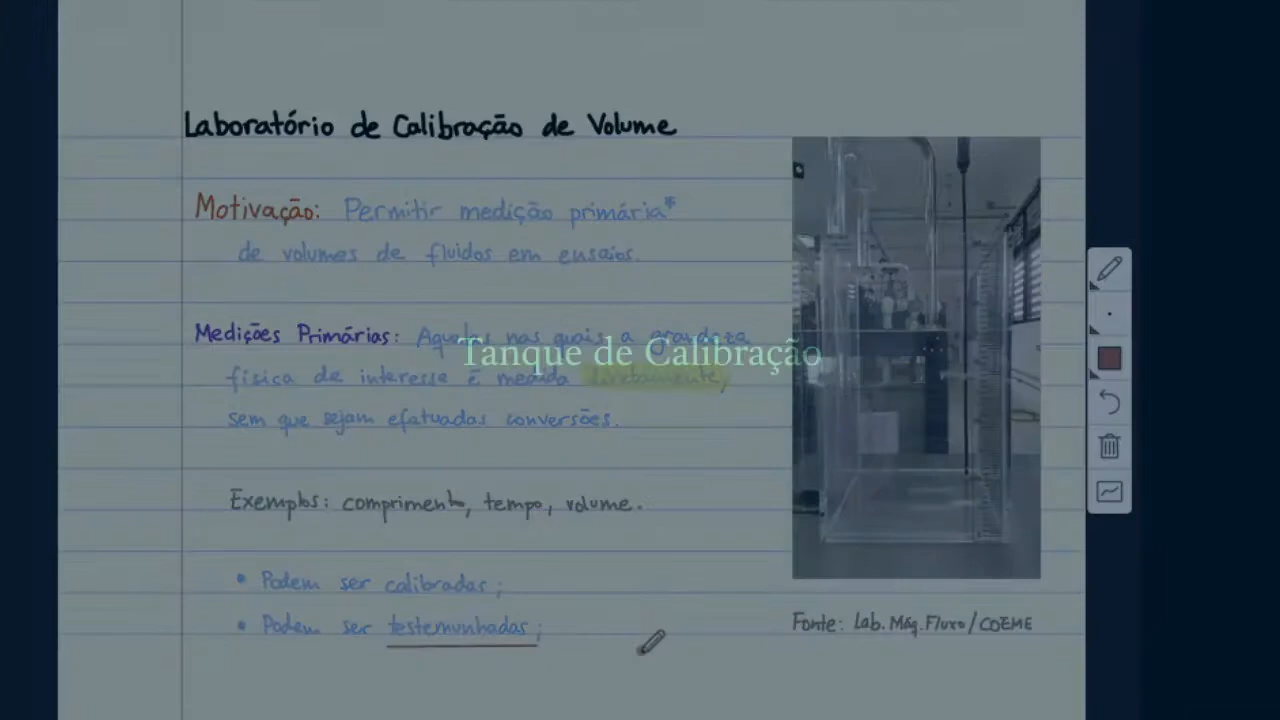 Laboratório de Calibração de Volume
Motivação: Permitir medição primária*
de volumes de fluidos em ensaios.
Medições Primárias: Aquelas nas quais a grandeza
Tanque de Calibração
física de interesse é medida diretamente,
sem que sejam efetuadas conversões.
Exemplos: comprimento, tempo, volume.
• Podem ser calibradas;
• Podem ser testemunhadas;
Fonte: Lab. Máq. Fluxo/COEME